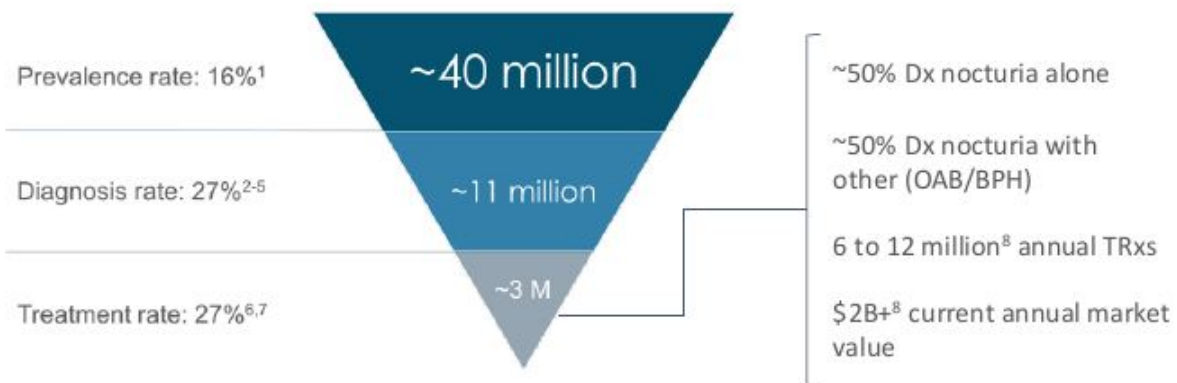 Prevalence rate: 16%¹
~40 million
Diagnosis rate: 27%²⁻⁵
~11 million
Treatment rate: 27%⁶,⁷
~3 M
~50% Dx nocturia alone
~50% Dx nocturia with
other (OAB/BPH)
6 to 12 million⁸ annual TRxs
$2B+⁸ current annual market
value